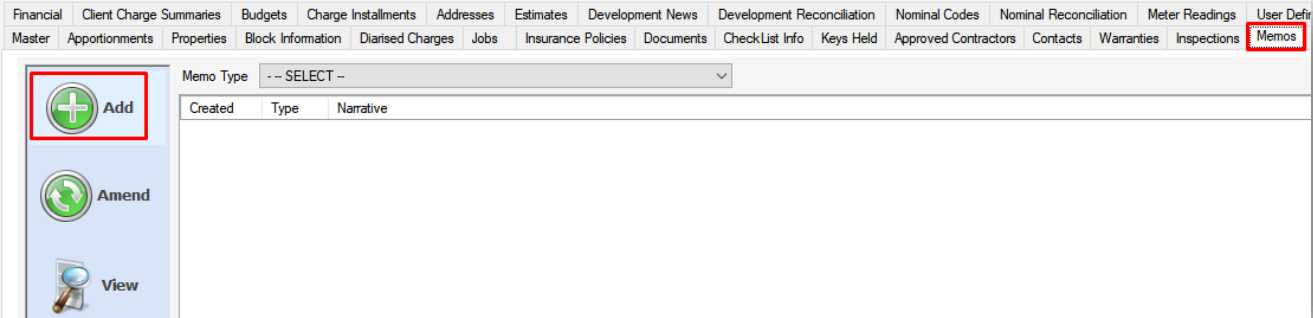 Financial Client Charge Summaries Budgets Charge Installments Addresses Estimates Development News Development Reconciliation Nominal Codes Nominal Reconciliation Meter Readings User Defi
Master Apportionments Properties Block Information Diarised Charges Jobs Insurance Policies Documents CheckList Info Keys Held Approved Contractors Contacts Warranties Inspections Memos
Memo Type - -- SELECT --
Add
Created Type Narrative
Amend
View